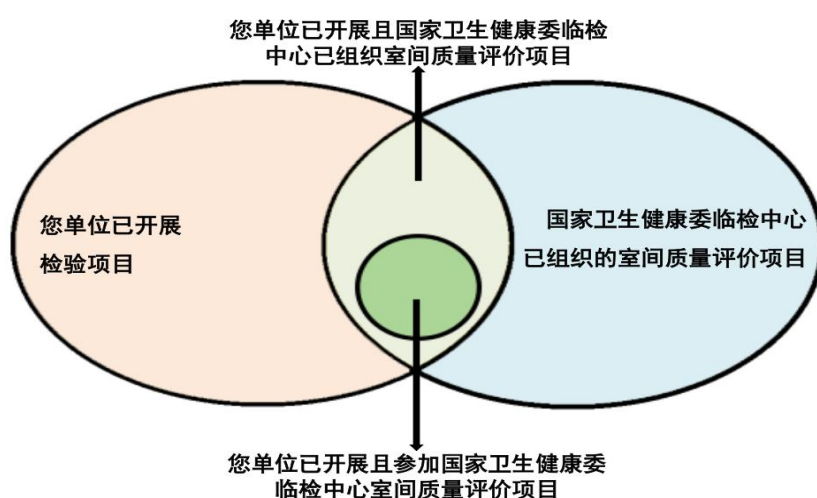 您单位已开展且国家卫生健康委临检
中心已组织室间质量评价项目
您单位已开展
检验项目
国家卫生健康委临检中心
已组织的室间质量评价项目
您单位已开展且参加国家卫生健康委
临检中心室间质量评价项目